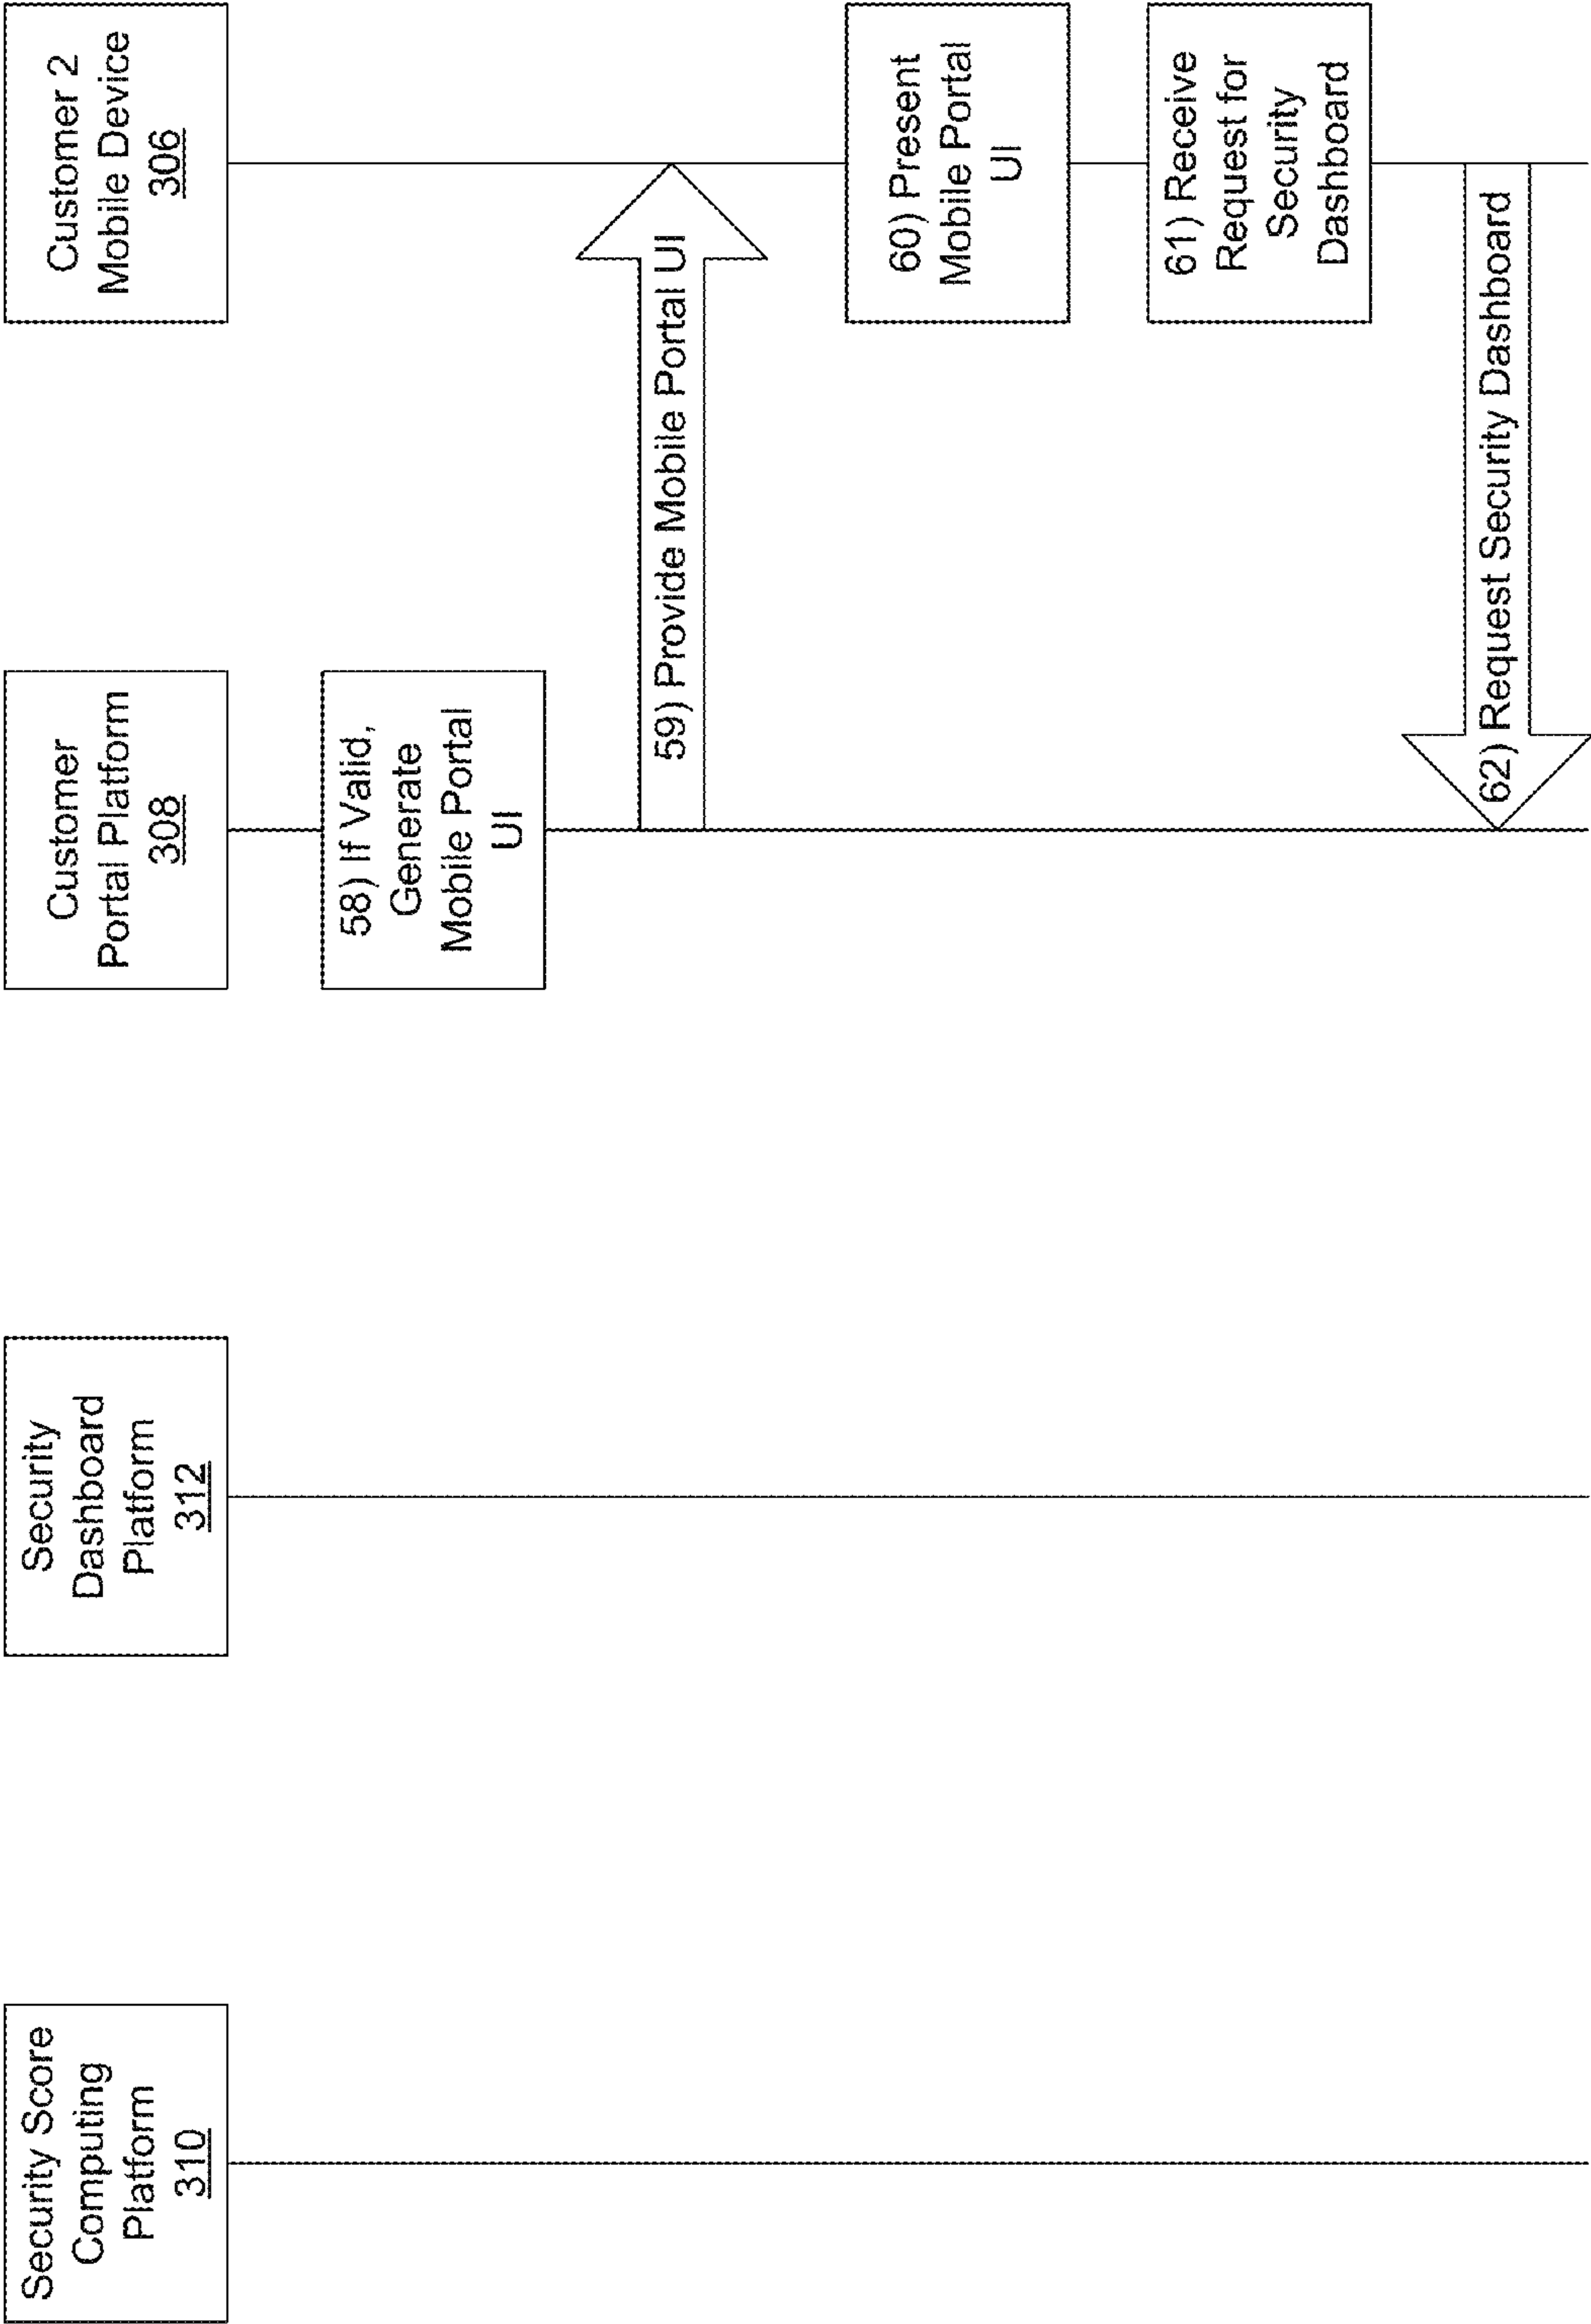 Security Score
Computing
Platform
310
Security
Dashboard
Platform
312
Customer
Portal Platform
308
Customer 2
Mobile Device
306
58) If Valid,
Generate
Mobile Portal
UI
59) Provide Mobile Portal UI
60) Present
Mobile Portal
UI
61) Receive
Request for
Security
Dashboard
62) Request Security Dashboard